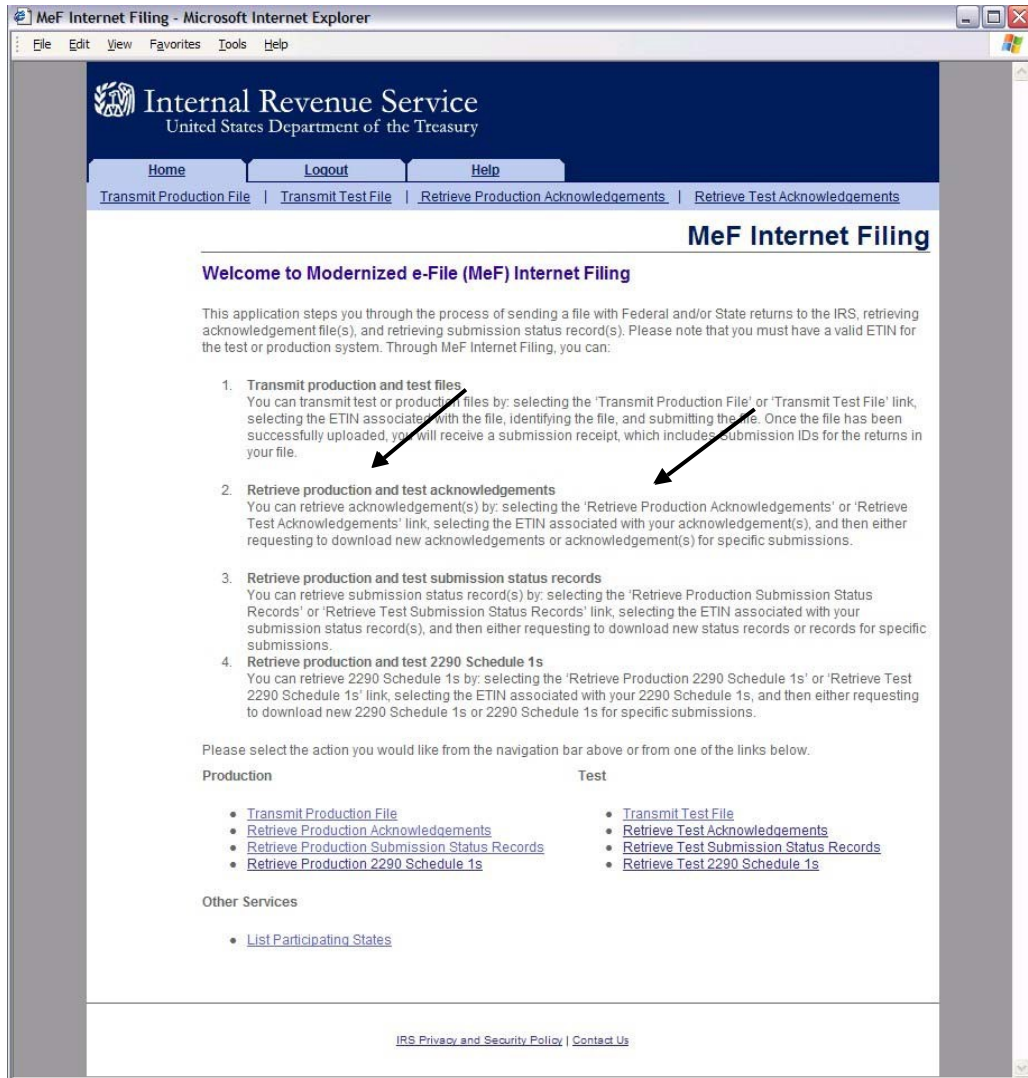 MeF Internet Filing - Microsoft Internet Explorer
File Edit View Favorites Tools Help
Internal Revenue Service
United States Department of the Treasury
Home Logout Help
Transmit Production File | Transmit Test File | Retrieve Production Acknowledgements | Retrieve Test Acknowledgements
MeF Internet Filing
Welcome to Modernized e-File (MeF) Internet Filing
This application steps you through the process of sending a file with Federal and/or State returns to the IRS, retrieving
acknowledgement file(s), and retrieving submission status record(s). Please note that you must have a valid ETIN for
the test or production system. Through MeF Internet Filing, you can:
1. Transmit production and test files
You can transmit test or production files by: selecting the 'Transmit Production File' or 'Transmit Test File' link,
selecting the ETIN associated with the file, identifying the file, and submitting the file. Once the file has been
successfully uploaded, you will receive a submission receipt, which includes Submission IDs for the returns in
your file.
2. Retrieve production and test acknowledgements
You can retrieve acknowledgement(s) by: selecting the 'Retrieve Production Acknowledgements' or 'Retrieve
Test Acknowledgements' link, selecting the ETIN associated with your acknowledgement(s), and then either
requesting to download new acknowledgements or acknowledgement(s) for specific submissions.
3. Retrieve production and test submission status records
You can retrieve submission status record(s) by: selecting the 'Retrieve Production Submission Status
Records' or 'Retrieve Test Submission Status Records' link, selecting the ETIN associated with your
submission status record(s), and then either requesting to download new status records or records for specific
submissions.
4. Retrieve production and test 2290 Schedule 1s
You can retrieve 2290 Schedule 1s by: selecting the 'Retrieve Production 2290 Schedule 1s' or 'Retrieve Test
2290 Schedule 1s' link, selecting the ETIN associated with your 2290 Schedule 1s, and then either requesting
to download new 2290 Schedule 1s or 2290 Schedule 1s for specific submissions.
Please select the action you would like from the navigation bar above or from one of the links below.
Production Test
• Transmit Production File • Transmit Test File
• Retrieve Production Acknowledgements • Retrieve Test Acknowledgements
• Retrieve Production Submission Status Records • Retrieve Test Submission Status Records
• Retrieve Production 2290 Schedule 1s • Retrieve Test 2290 Schedule 1s
Other Services
• List Participating States
IRS Privacy and Security Policy | Contact Us